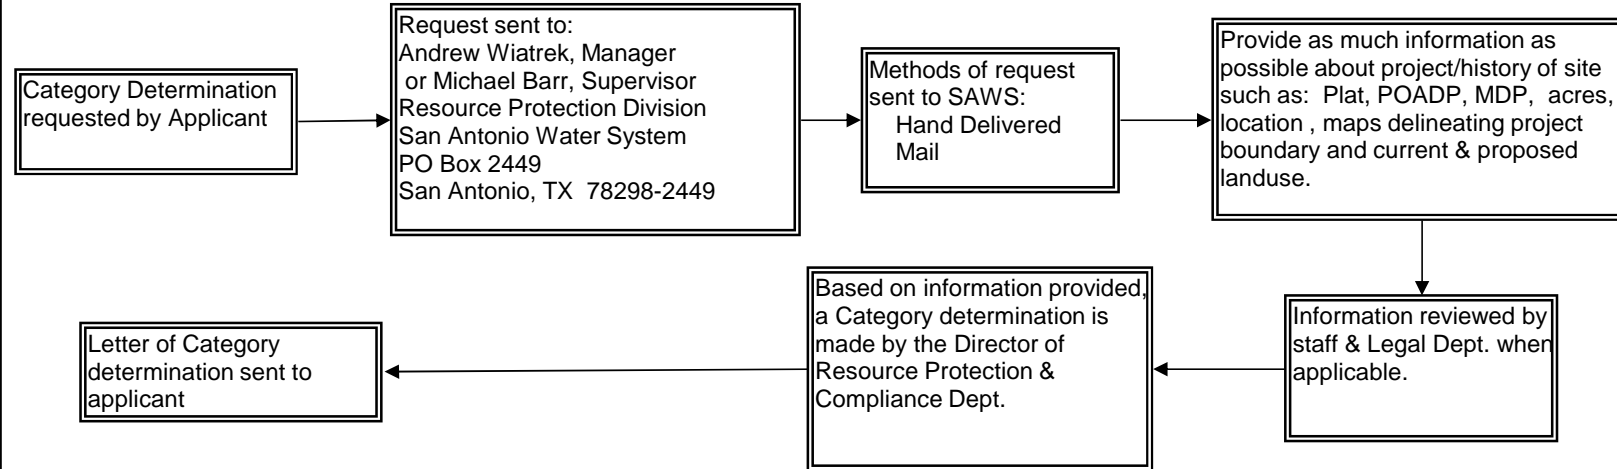 Category Determination
requested by Applicant
Request sent to:
Andrew Wiatrek, Manager
or Michael Barr, Supervisor
Resource Protection Division
San Antonio Water System
PO Box 2449
San Antonio, TX  78298-2449
Methods of request
sent to SAWS:
Hand Delivered
Mail
Provide as much information as
possible about project/history of site
such as:  Plat, POADP, MDP,  acres,
location , maps delineating project
boundary and current & proposed
landuse.
Information reviewed by
staff & Legal Dept. when
applicable.
Based on information provided,
a Category determination is
made by the Director of
Resource Protection &
Compliance Dept.
Letter of Category
determination sent to
applicant